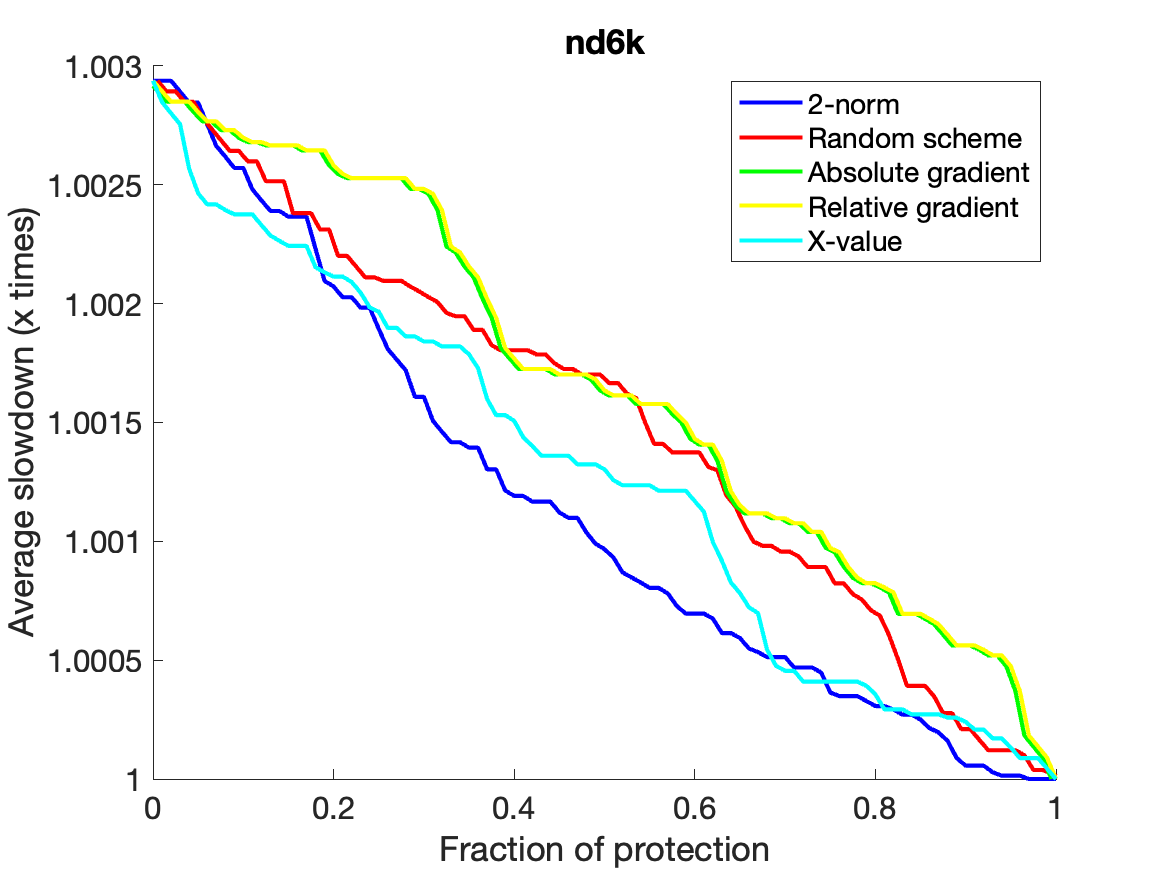 nd6k
1.003
1.0025
1.002
1.0015
1.001
1.0005
1
Average slowdown (x times)
2-norm
Random scheme
Absolute gradient
Relative gradient
X-value
0 0.2 0.4 0.6 0.8 1
Fraction of protection